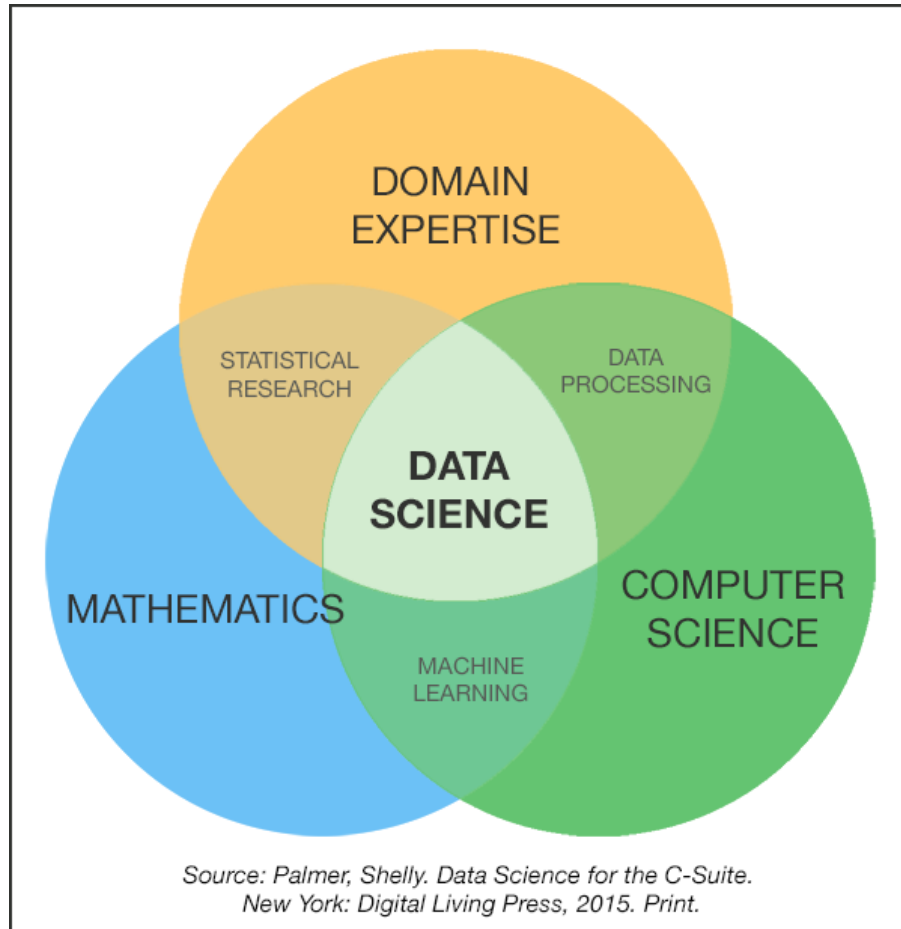 DOMAIN
EXPERTISE
STATISTICAL
RESEARCH
DATA
PROCESSING
DATA
SCIENCE
MATHEMATICS
COMPUTER
SCIENCE
MACHINE
LEARNING
Source: Palmer, Shelly. Data Science for the C-Suite.
New York: Digital Living Press, 2015. Print.